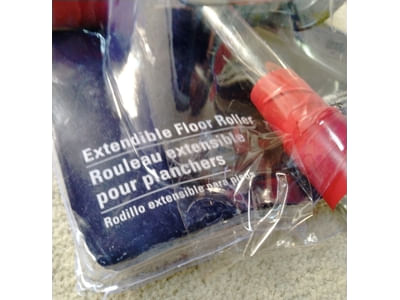 Extendible Floor Roller
Rouleau extensible
pour planchers
Rodillo extensible para pisos